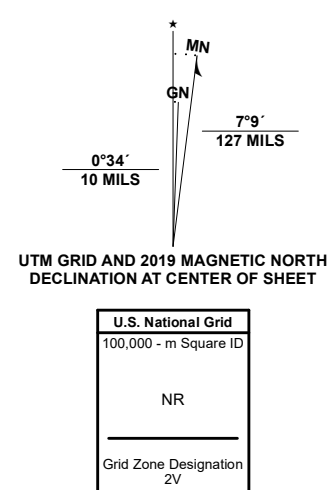 ★
MN
GN
7°9´
127 MILS
0°34´
10 MILS
UTM GRID AND 2019 MAGNETIC NORTH
DECLINATION AT CENTER OF SHEET
U.S. National Grid
100,000 - m Square ID
NR
Grid Zone Designation
2V